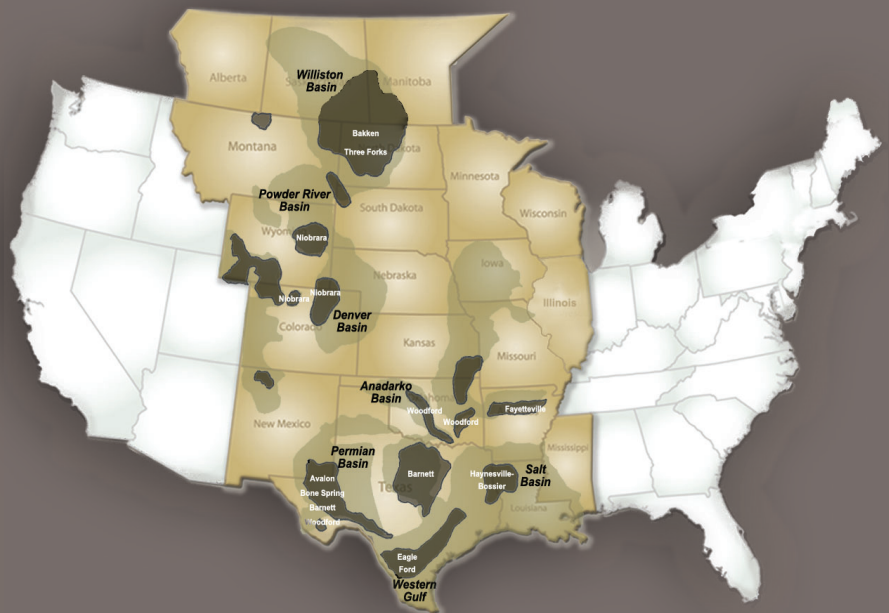 Alberta
Williston
Basin
Manitoba
Bakken
Three Forks
Montana
Minnesota
Powder River
Basin
South Dakota
Wisconsin
Niobrara
Iowa
Nebraska
Niobrara
Niobrara
Illinois
Denver
Basin
Colorado
Kansas
Missouri
Anadarko
Basin
Woodford
Woodford
Fayetteville
New Mexico
Permian
Basin
Mississippi
Avalon
Bone Spring
Barnett
Woodford
Barnett
Texas
Haynesville-
Bossier
Salt
Basin
Louisiana
Eagle
Ford
Western
Gulf